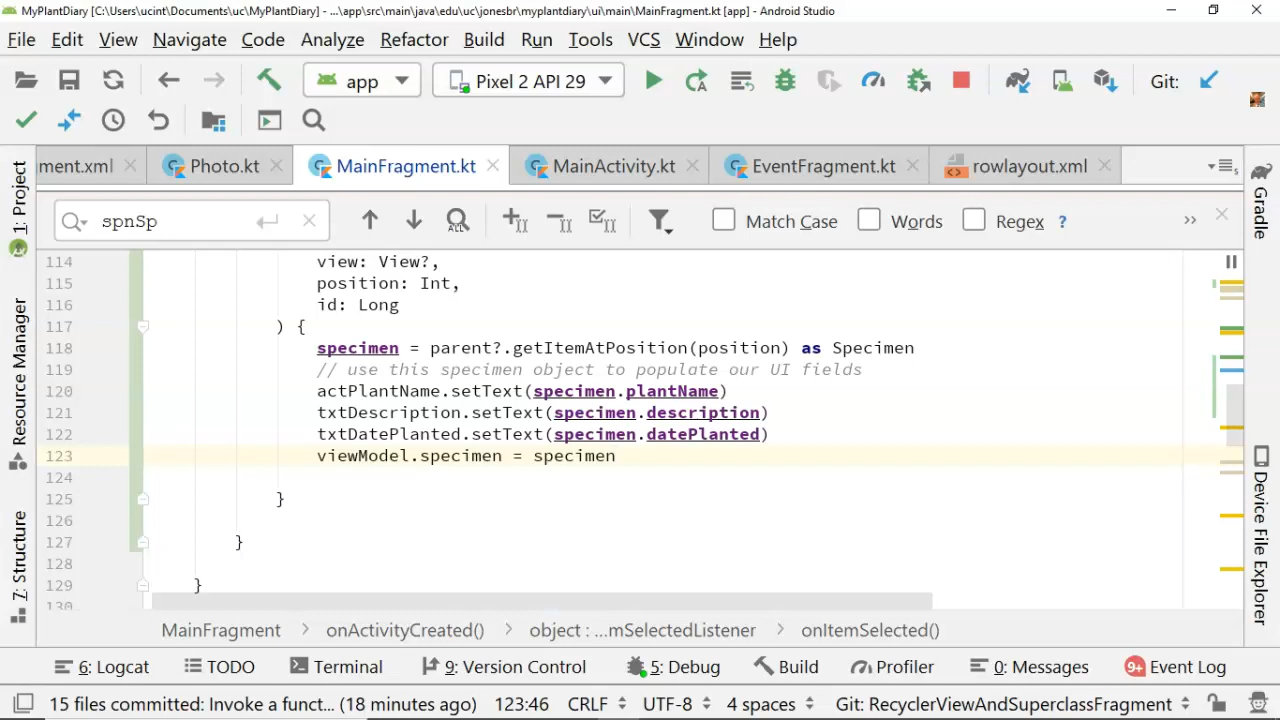 MyPlantDiary [C:\Users\ucint\Documents\uc\MyPlantDiary] - ...\app\src\main\java\edu\uc\jonesbr\myplantdiary\ui\main\MainFragment.kt [app] - Android Studio
File Edit View Navigate Code Analyze Refactor Build Run Tools VCS Window Help
app Pixel 2 API 29 Git:
ment.xml Photo.kt MainFragment.kt MainActivity.kt EventFragment.kt rowlayout.xml
spnSp ALL Match Case Words Regex ? »
114 view: View?,
115 position: Int,
116 id: Long
117 ) {
118 specimen = parent?.getItemAtPosition(position) as Specimen
119 // use this specimen object to populate our UI fields
120 actPlantName.setText(specimen.plantName)
121 txtDescription.setText(specimen.description)
122 txtDatePlanted.setText(specimen.datePlanted)
123 viewModel.specimen = specimen
124
125 }
126
127 }
128
129 }
130
1: Project
Resource Manager
7: Structure
Gradle
Device File Explorer
MainFragment > onActivityCreated() > object : ...mSelectedListener > onItemSelected()
6: Logcat TODO Terminal 9: Version Control 5: Debug Build Profiler 0: Messages 9+ Event Log
15 files committed: Invoke a funct... (18 minutes ago) 123:46 CRLF UTF-8 4 spaces Git: RecyclerViewAndSuperclassFragment